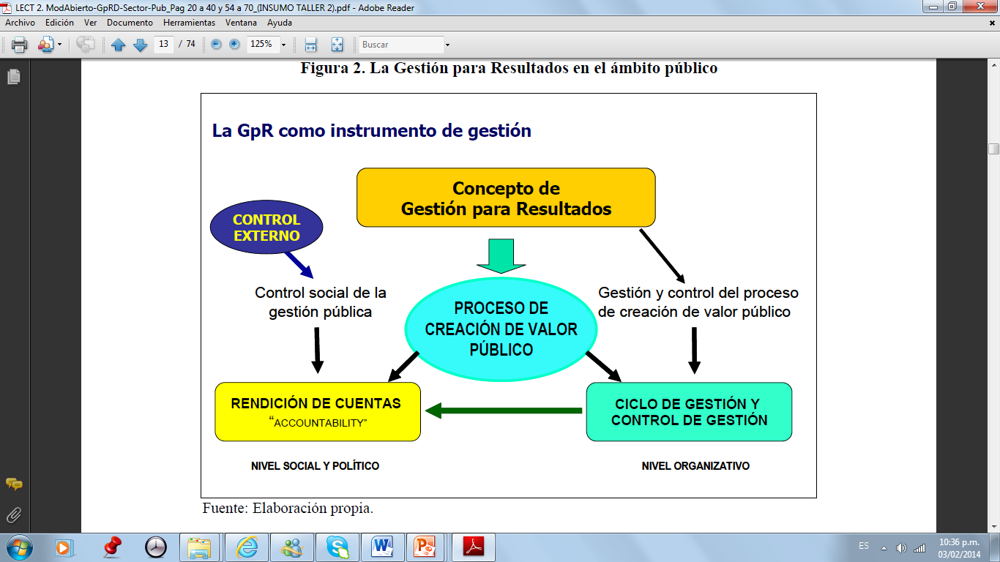 LECT 2. ModAbierto-GpRD-Sector-Pub_Pag 20 a 40 y 54 a 70_(INSUMO TALLER 2).pdf - Adobe Reader
Archivo Edición Ver Documento Herramientas Ventana Ayuda
13 / 74 125% Buscar
Figura 2. La Gestión para Resultados en el ámbito público
La GpR como instrumento de gestión
Concepto de
Gestión para Resultados
CONTROL
EXTERNO
Control social de la
gestión pública
PROCESO DE
CREACIÓN DE VALOR
PÚBLICO
Gestión y control del proceso
de creación de valor público
RENDICIÓN DE CUENTAS
“ACCOUNTABILITY”
CICLO DE GESTIÓN Y
CONTROL DE GESTIÓN
NIVEL SOCIAL Y POLÍTICO
NIVEL ORGANIZATIVO
Fuente: Elaboración propia.
ES
10:36 p.m.
03/02/2014